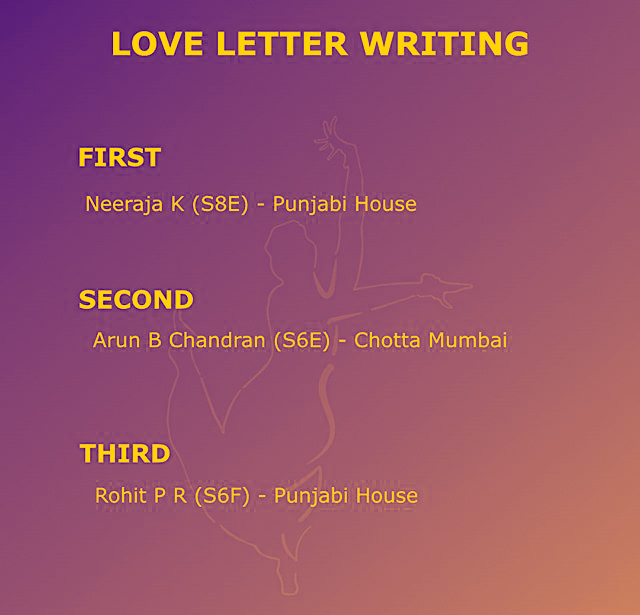 LOVE LETTER WRITING
FIRST
Neeraja K (S8E) - Punjabi House
SECOND
Arun B Chandran (S6E) - Chotta Mumbai
THIRD
Rohit P R (S6F) - Punjabi House